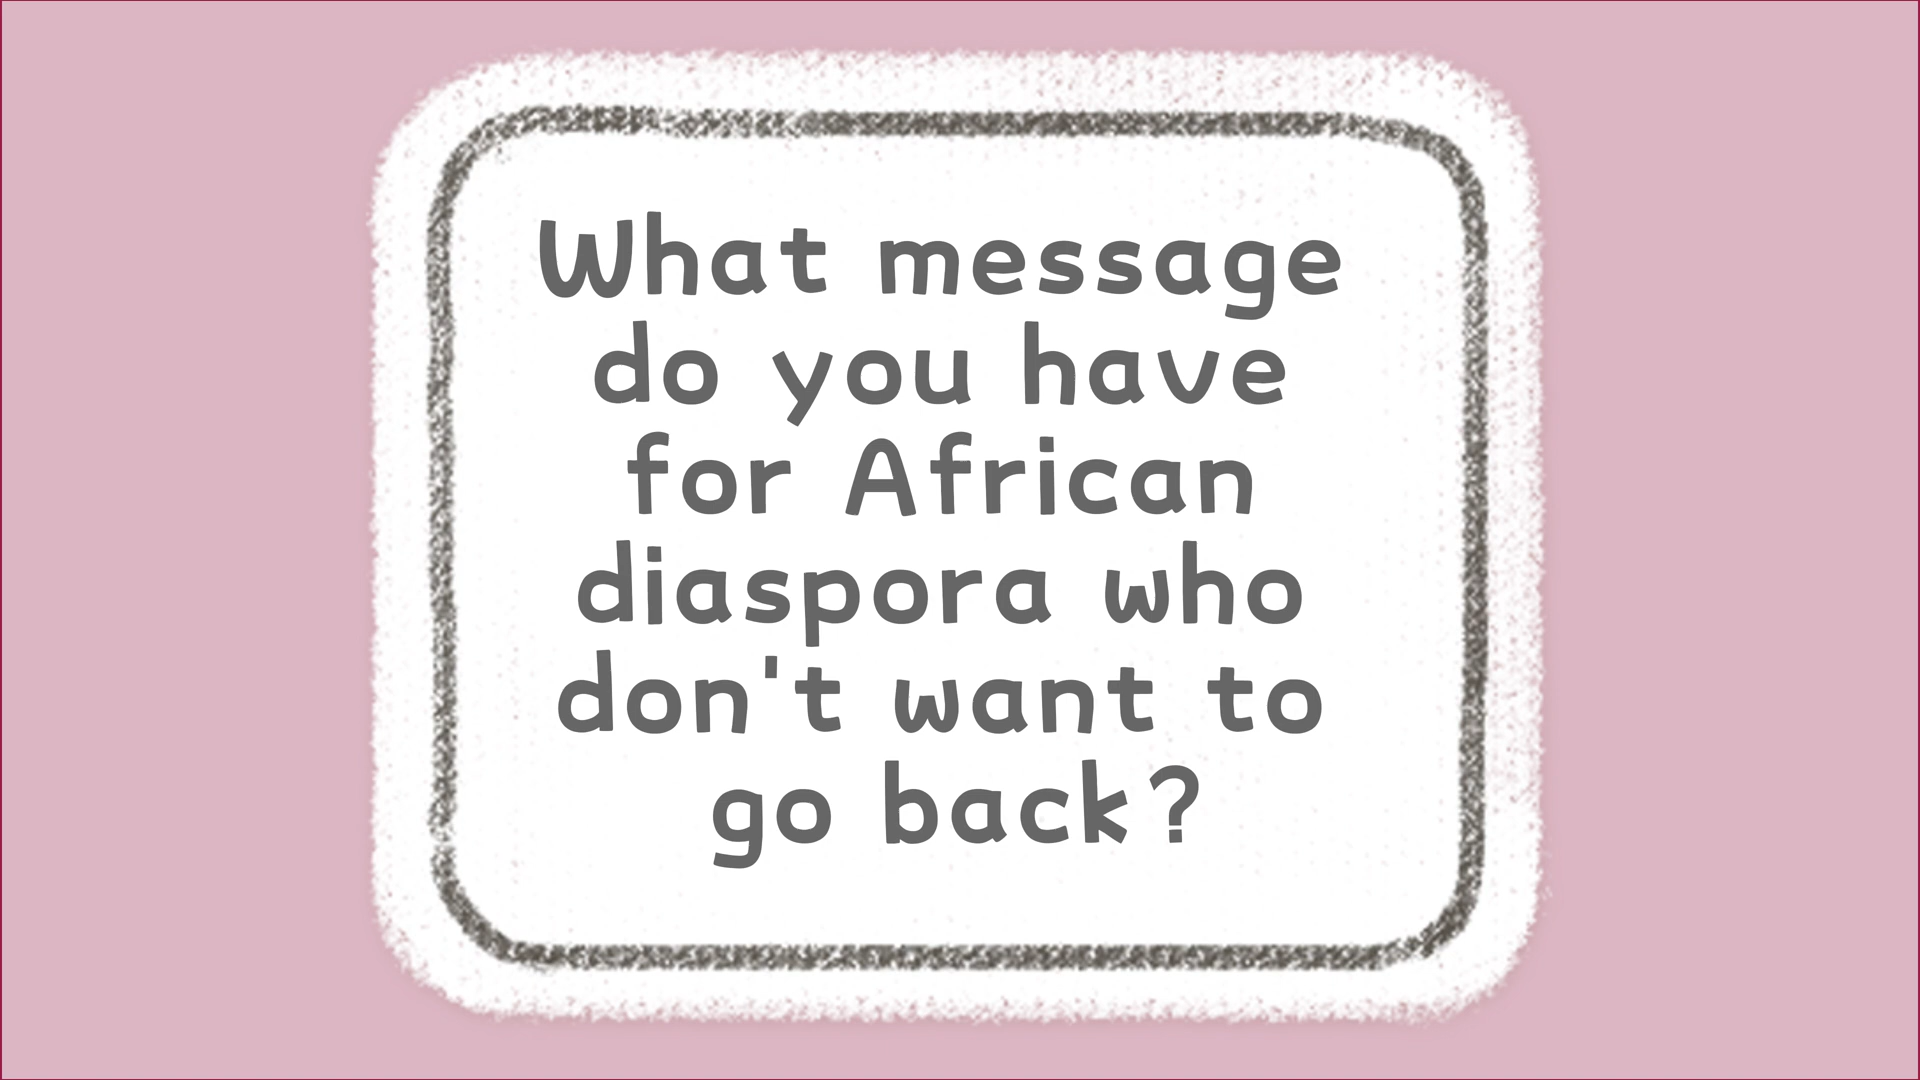 What message
do you have
for African
diaspora who
don't want to
go back?